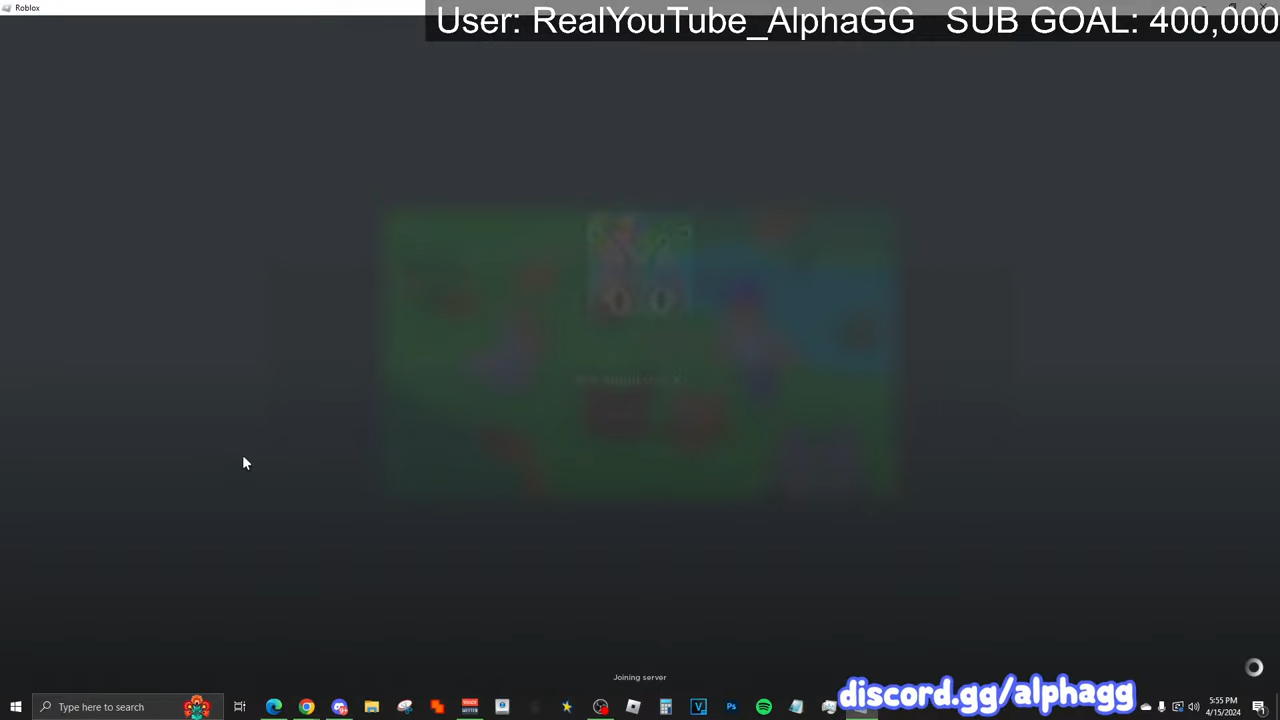 Roblox
User: RealYouTube_AlphaGG SUB GOAL: 400,000
Joining server
Type here to search
discord.gg/alphagg
5:55 PM
4/15/2024